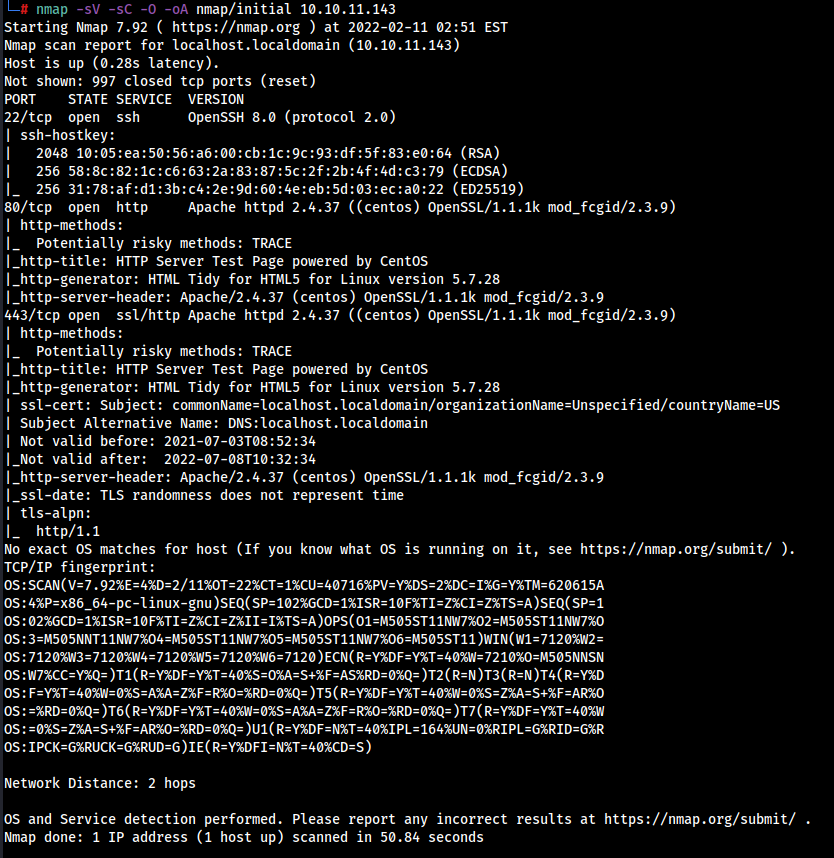 └─# nmap -sV -sC -O -oA nmap/initial 10.10.11.143
Starting Nmap 7.92 ( https://nmap.org ) at 2022-02-11 02:51 EST
Nmap scan report for localhost.localdomain (10.10.11.143)
Host is up (0.28s latency).
Not shown: 997 closed tcp ports (reset)
PORT    STATE SERVICE  VERSION
22/tcp  open  ssh      OpenSSH 8.0 (protocol 2.0)
| ssh-hostkey:
|   2048 10:05:ea:50:56:a6:00:cb:1c:9c:93:df:5f:83:e0:64 (RSA)
|   256 58:8c:82:1c:c6:63:2a:83:87:5c:2f:2b:4f:4d:c3:79 (ECDSA)
|_  256 31:78:af:d1:3b:c4:2e:9d:60:4e:eb:5d:03:ec:a0:22 (ED25519)
80/tcp  open  http     Apache httpd 2.4.37 ((centos) OpenSSL/1.1.1k mod_fcgid/2.3.9)
| http-methods:
|_  Potentially risky methods: TRACE
|_http-title: HTTP Server Test Page powered by CentOS
|_http-generator: HTML Tidy for HTML5 for Linux version 5.7.28
|_http-server-header: Apache/2.4.37 (centos) OpenSSL/1.1.1k mod_fcgid/2.3.9
443/tcp open  ssl/http Apache httpd 2.4.37 ((centos) OpenSSL/1.1.1k mod_fcgid/2.3.9)
| http-methods:
|_  Potentially risky methods: TRACE
|_http-title: HTTP Server Test Page powered by CentOS
|_http-generator: HTML Tidy for HTML5 for Linux version 5.7.28
| ssl-cert: Subject: commonName=localhost.localdomain/organizationName=Unspecified/countryName=US
| Subject Alternative Name: DNS:localhost.localdomain
| Not valid before: 2021-07-03T08:52:34
|_Not valid after:  2022-07-08T10:32:34
|_http-server-header: Apache/2.4.37 (centos) OpenSSL/1.1.1k mod_fcgid/2.3.9
|_ssl-date: TLS randomness does not represent time
| tls-alpn:
|_  http/1.1
No exact OS matches for host (If you know what OS is running on it, see https://nmap.org/submit/ ).
TCP/IP fingerprint:
OS:SCAN(V=7.92%E=4%D=2/11%OT=22%CT=1%CU=40716%PV=Y%DS=2%DC=I%G=Y%TM=620615A
OS:4%P=x86_64-pc-linux-gnu)SEQ(SP=102%GCD=1%ISR=10F%TI=Z%CI=Z%TS=A)SEQ(SP=1
OS:02%GCD=1%ISR=10F%TI=Z%CI=Z%II=I%TS=A)OPS(O1=M505ST11NW7%O2=M505ST11NW7%O
OS:3=M505NNT11NW7%O4=M505ST11NW7%O5=M505ST11NW7%O6=M505ST11)WIN(W1=7120%W2=
OS:7120%W3=7120%W4=7120%W5=7120%W6=7120)ECN(R=Y%DF=Y%T=40%W=7210%O=M505NNSN
OS:W7%CC=Y%Q=)T1(R=Y%DF=Y%T=40%S=O%A=S+%F=AS%RD=0%Q=)T2(R=N)T3(R=N)T4(R=Y%D
OS:F=Y%T=40%W=0%S=A%A=Z%F=R%O=%RD=0%Q=)T5(R=Y%DF=Y%T=40%W=0%S=Z%A=S+%F=AR%O
OS:=%RD=0%Q=)T6(R=Y%DF=Y%T=40%W=0%S=A%A=Z%F=R%O=%RD=0%Q=)T7(R=Y%DF=Y%T=40%W
OS:=0%S=Z%A=S+%F=AR%O=%RD=0%Q=)U1(R=Y%DF=N%T=40%IPL=164%UN=0%RIPL=G%RID=G%R
OS:IPCK=G%RUCK=G%RUD=G)IE(R=Y%DFI=N%T=40%CD=S)
Network Distance: 2 hops
OS and Service detection performed. Please report any incorrect results at https://nmap.org/submit/ .
Nmap done: 1 IP address (1 host up) scanned in 50.84 seconds